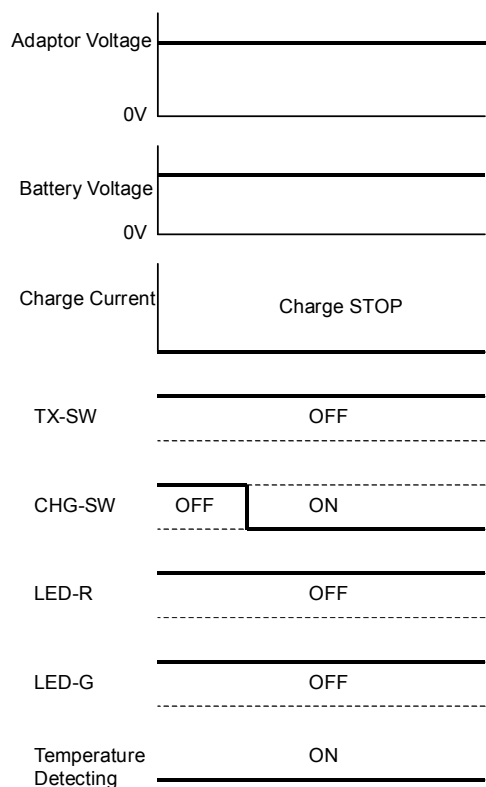 Adaptor Voltage
0V
Battery Voltage
0V
Charge Current
Charge STOP
TX-SW OFF
CHG-SW OFF ON
LED-R OFF
LED-G OFF
Temperature ON
Detecting